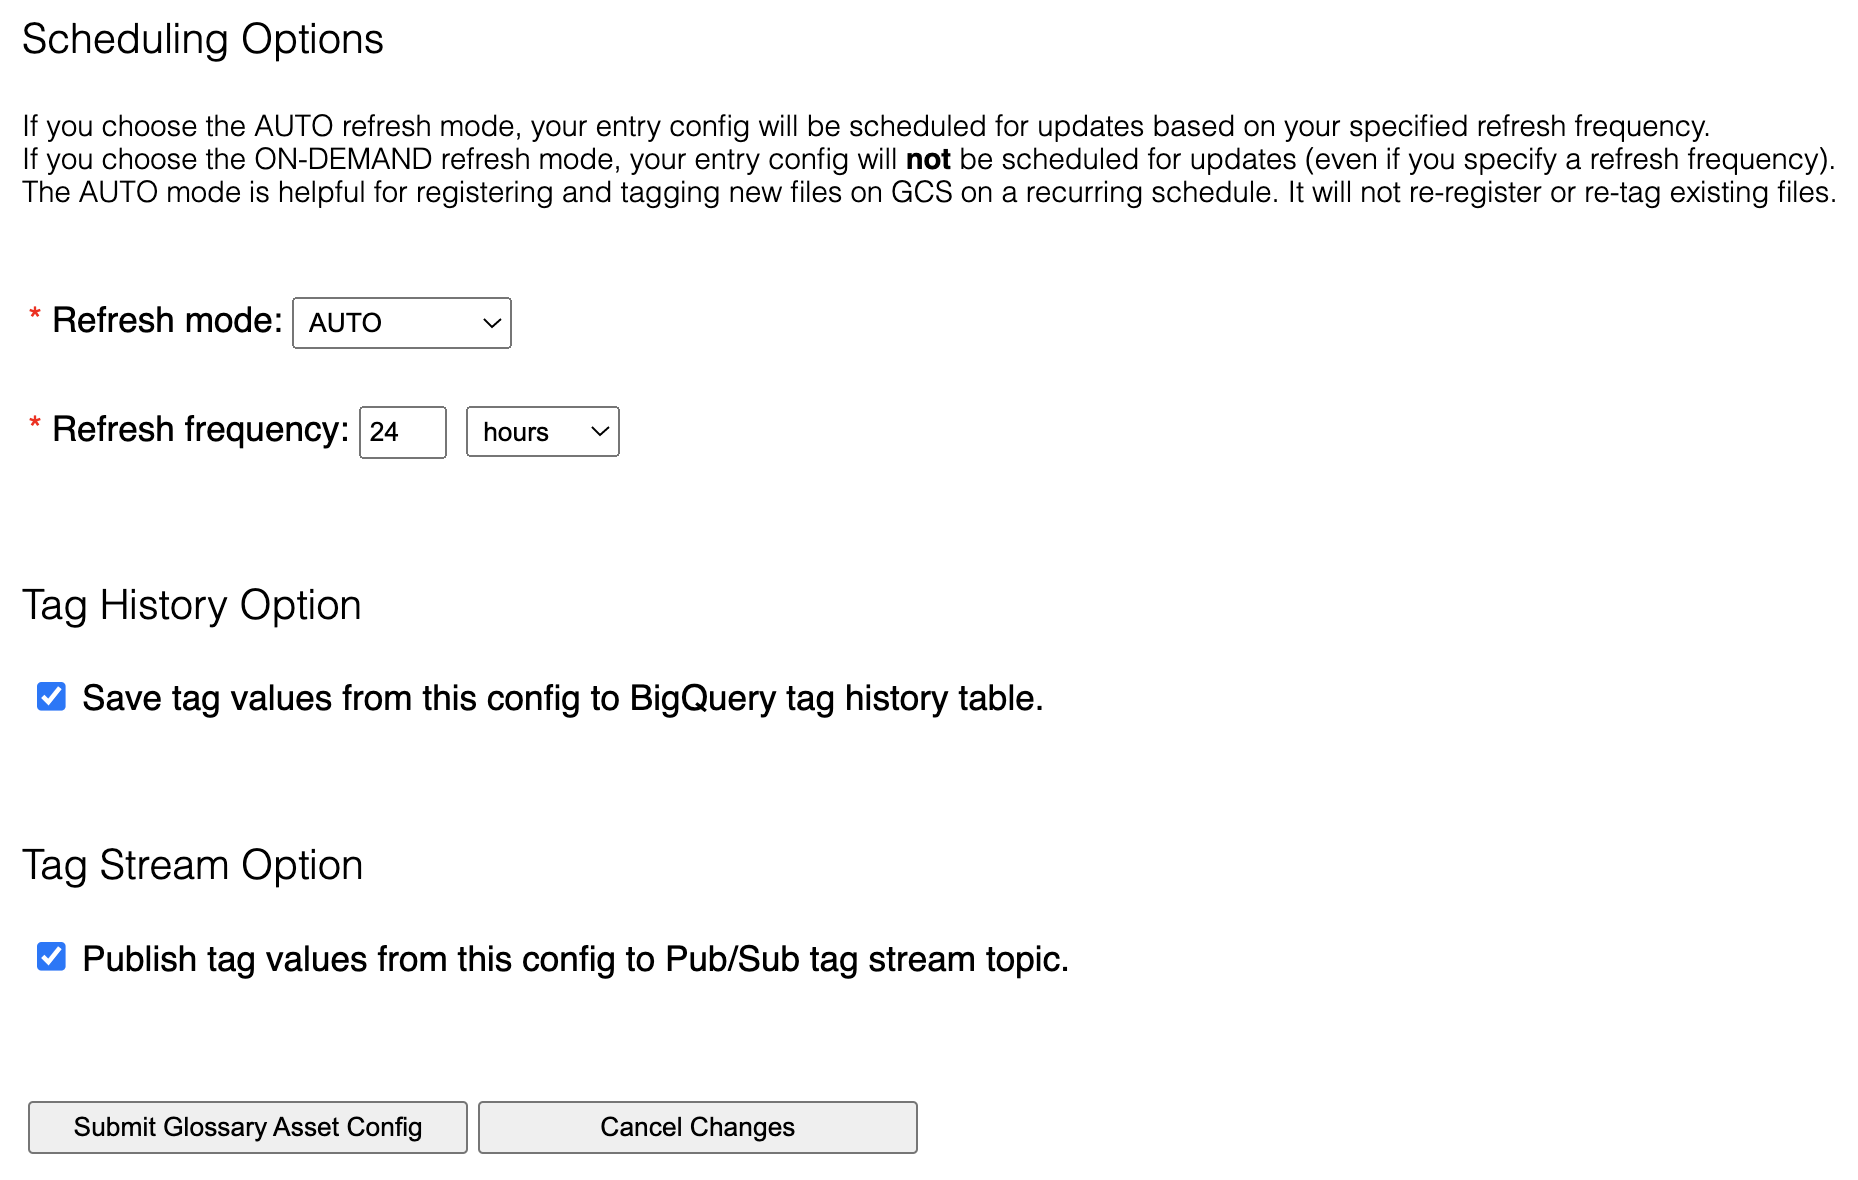 Scheduling Options
If you choose the AUTO refresh mode, your entry config will be scheduled for updates based on your specified refresh frequency.
If you choose the ON-DEMAND refresh mode, your entry config will not be scheduled for updates (even if you specify a refresh frequency).
The AUTO mode is helpful for registering and tagging new files on GCS on a recurring schedule. It will not re-register or re-tag existing files.
* Refresh mode: AUTO
* Refresh frequency: 24 hours
Tag History Option
Save tag values from this config to BigQuery tag history table.
Tag Stream Option
Publish tag values from this config to Pub/Sub tag stream topic.
Submit Glossary Asset Config Cancel Changes